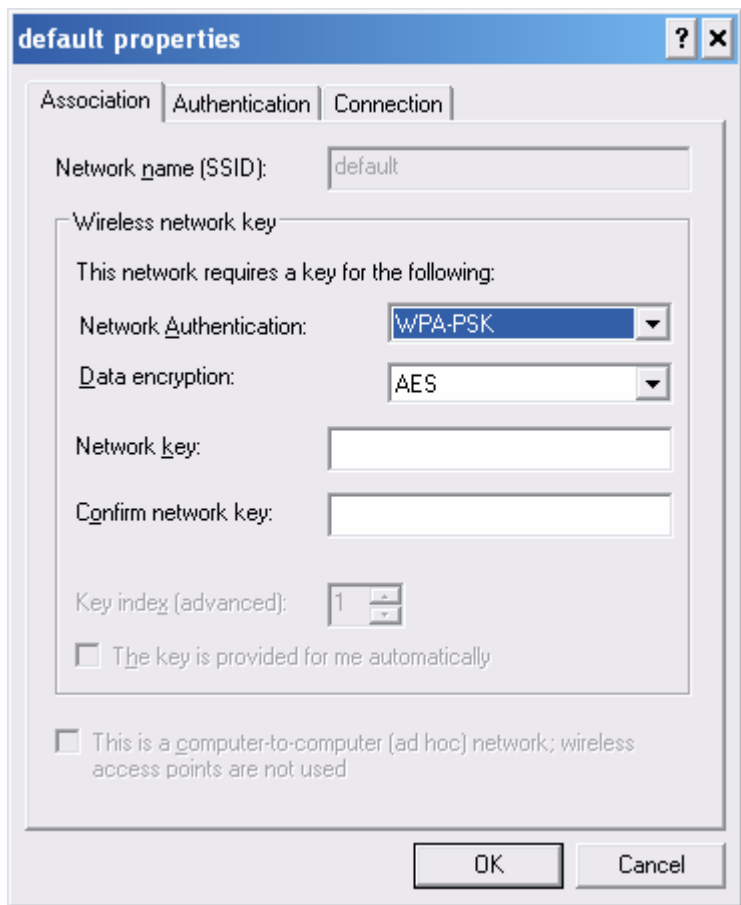 default properties
?
Association Authentication Connection
Network name (SSID): default
Wireless network key
This network requires a key for the following:
Network Authentication: WPA-PSK
Data encryption: AES
Network key:
Confirm network key:
Key index (advanced): 1
The key is provided for me automatically
This is a computer-to-computer (ad hoc) network; wireless
access points are not used
OK Cancel